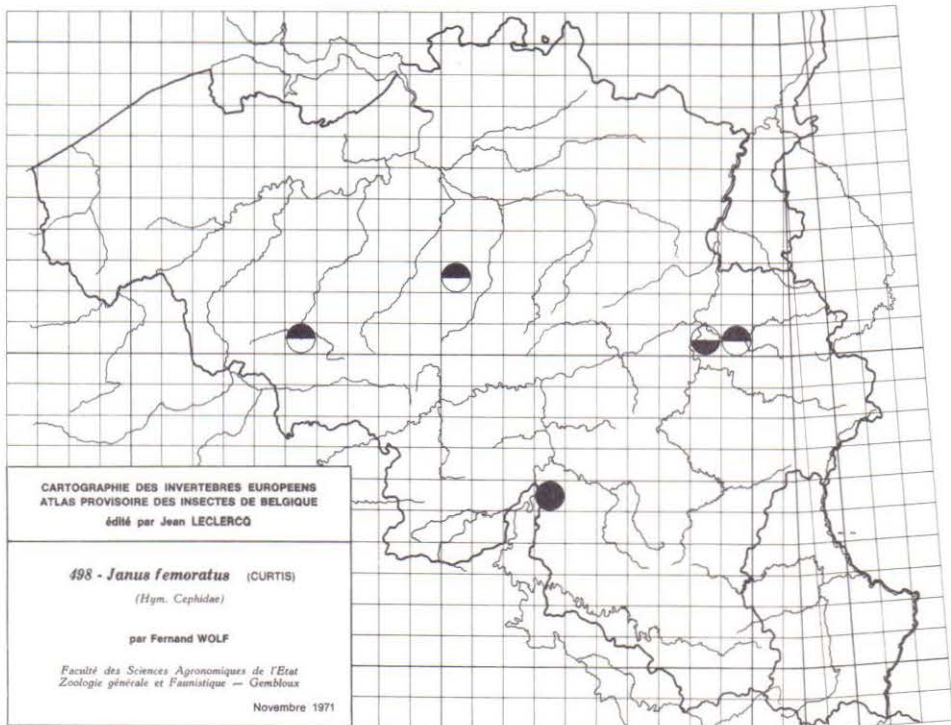 CARTOGRAPHIE DES INVERTEBRES EUROPEENS
ATLAS PROVISOIRE DES INSECTES DE BELGIQUE
édité par Jean LECLERCQ
498 - Janus femoratus (CURTIS)
(Hym. Cephidae)
par Fernand WOLF
Faculté des Sciences Agronomiques de l'Etat
Zoologie générale et Faunistique — Gembloux
Novembre 1971